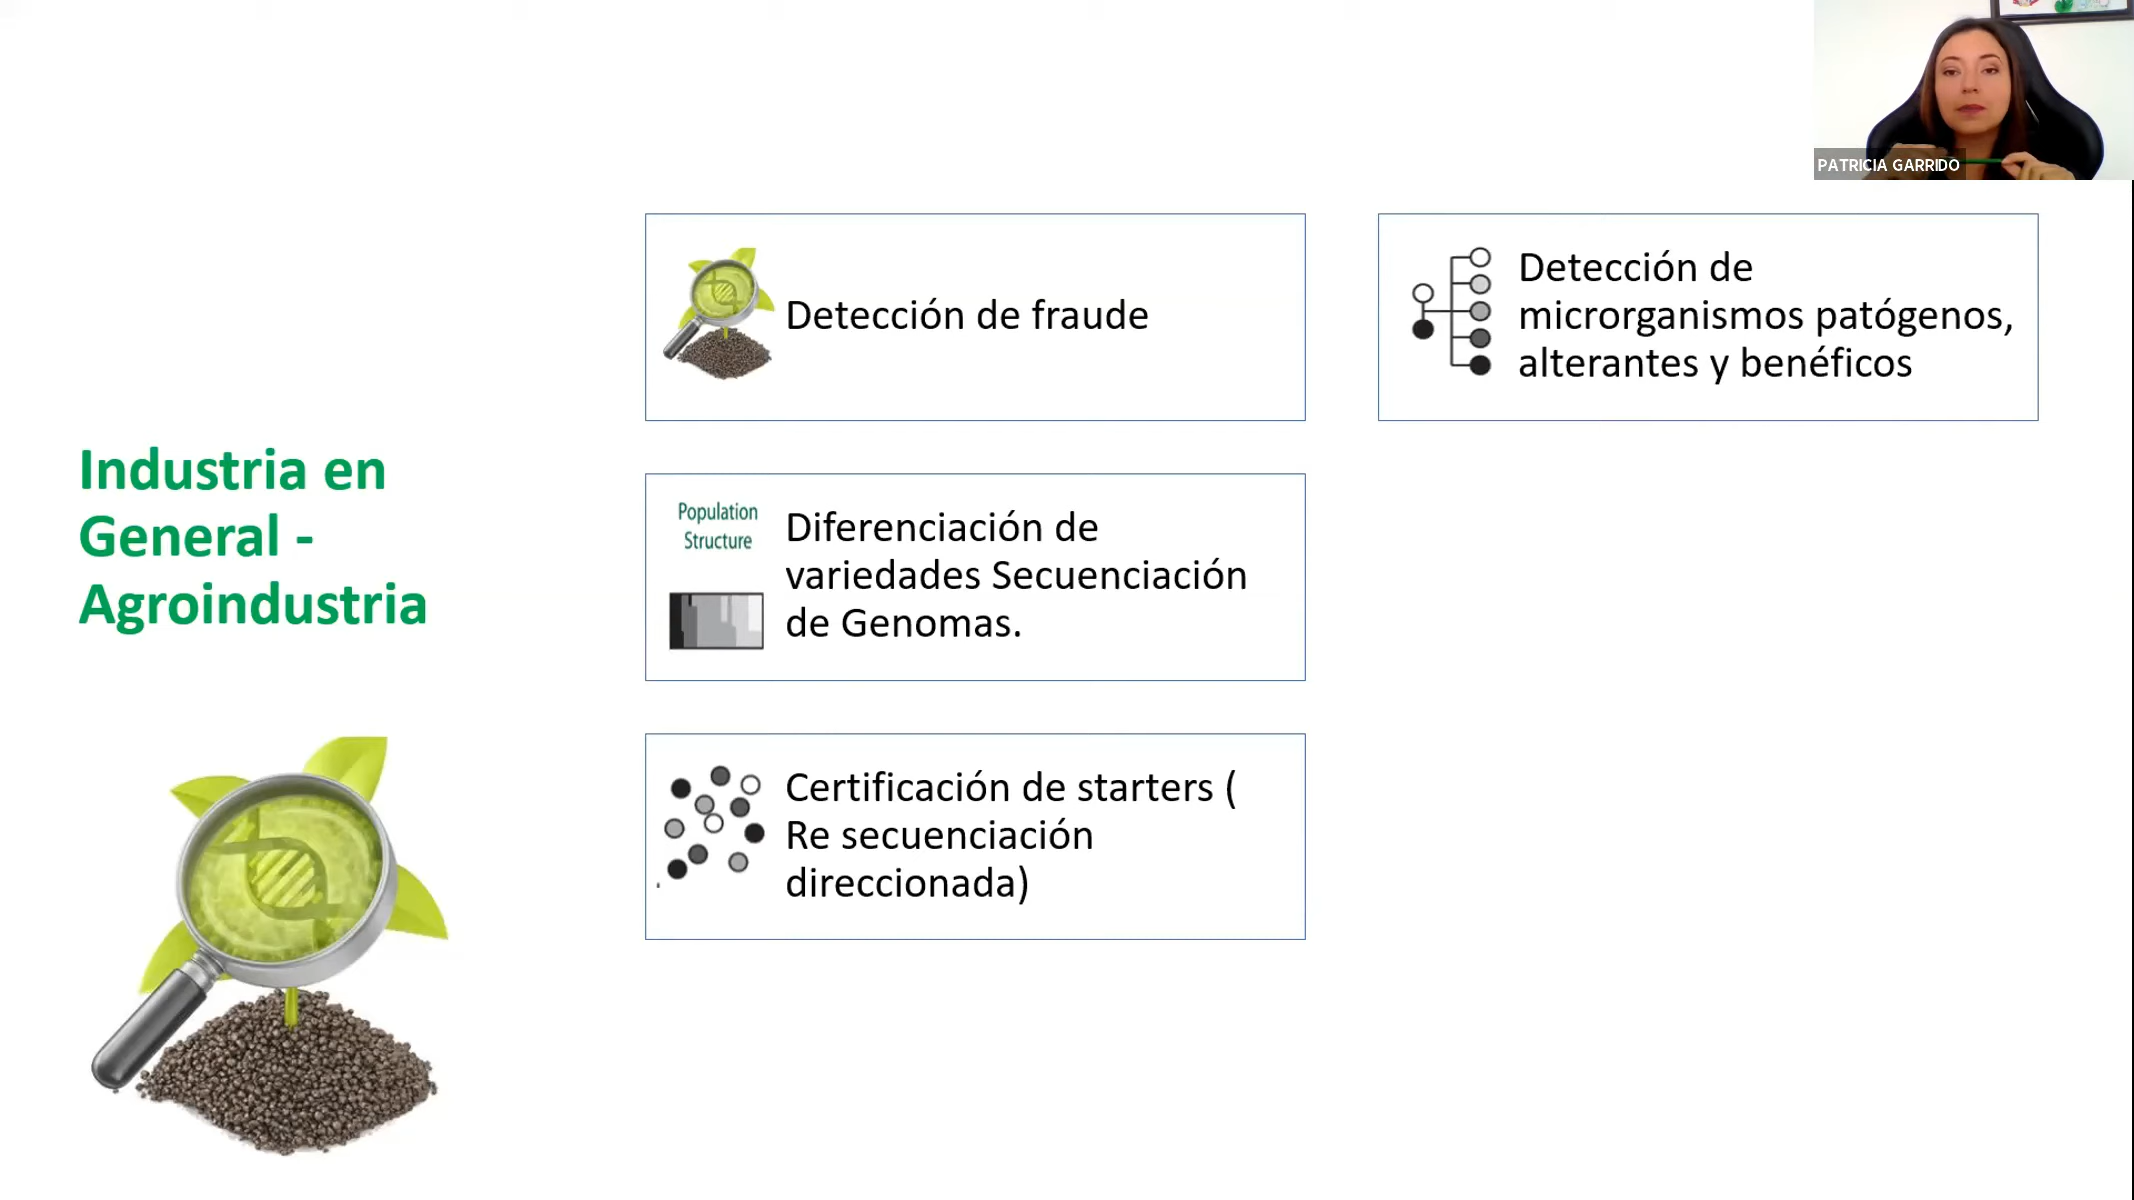 PATRICIA GARRIDO
Industria en
General -
Agroindustria
Detección de fraude
Detección de
microrganismos patógenos,
alterantes y benéficos
Population
Structure
Diferenciación de
variedades Secuenciación
de Genomas.
Certificación de starters (
Re secuenciación
direccionada)